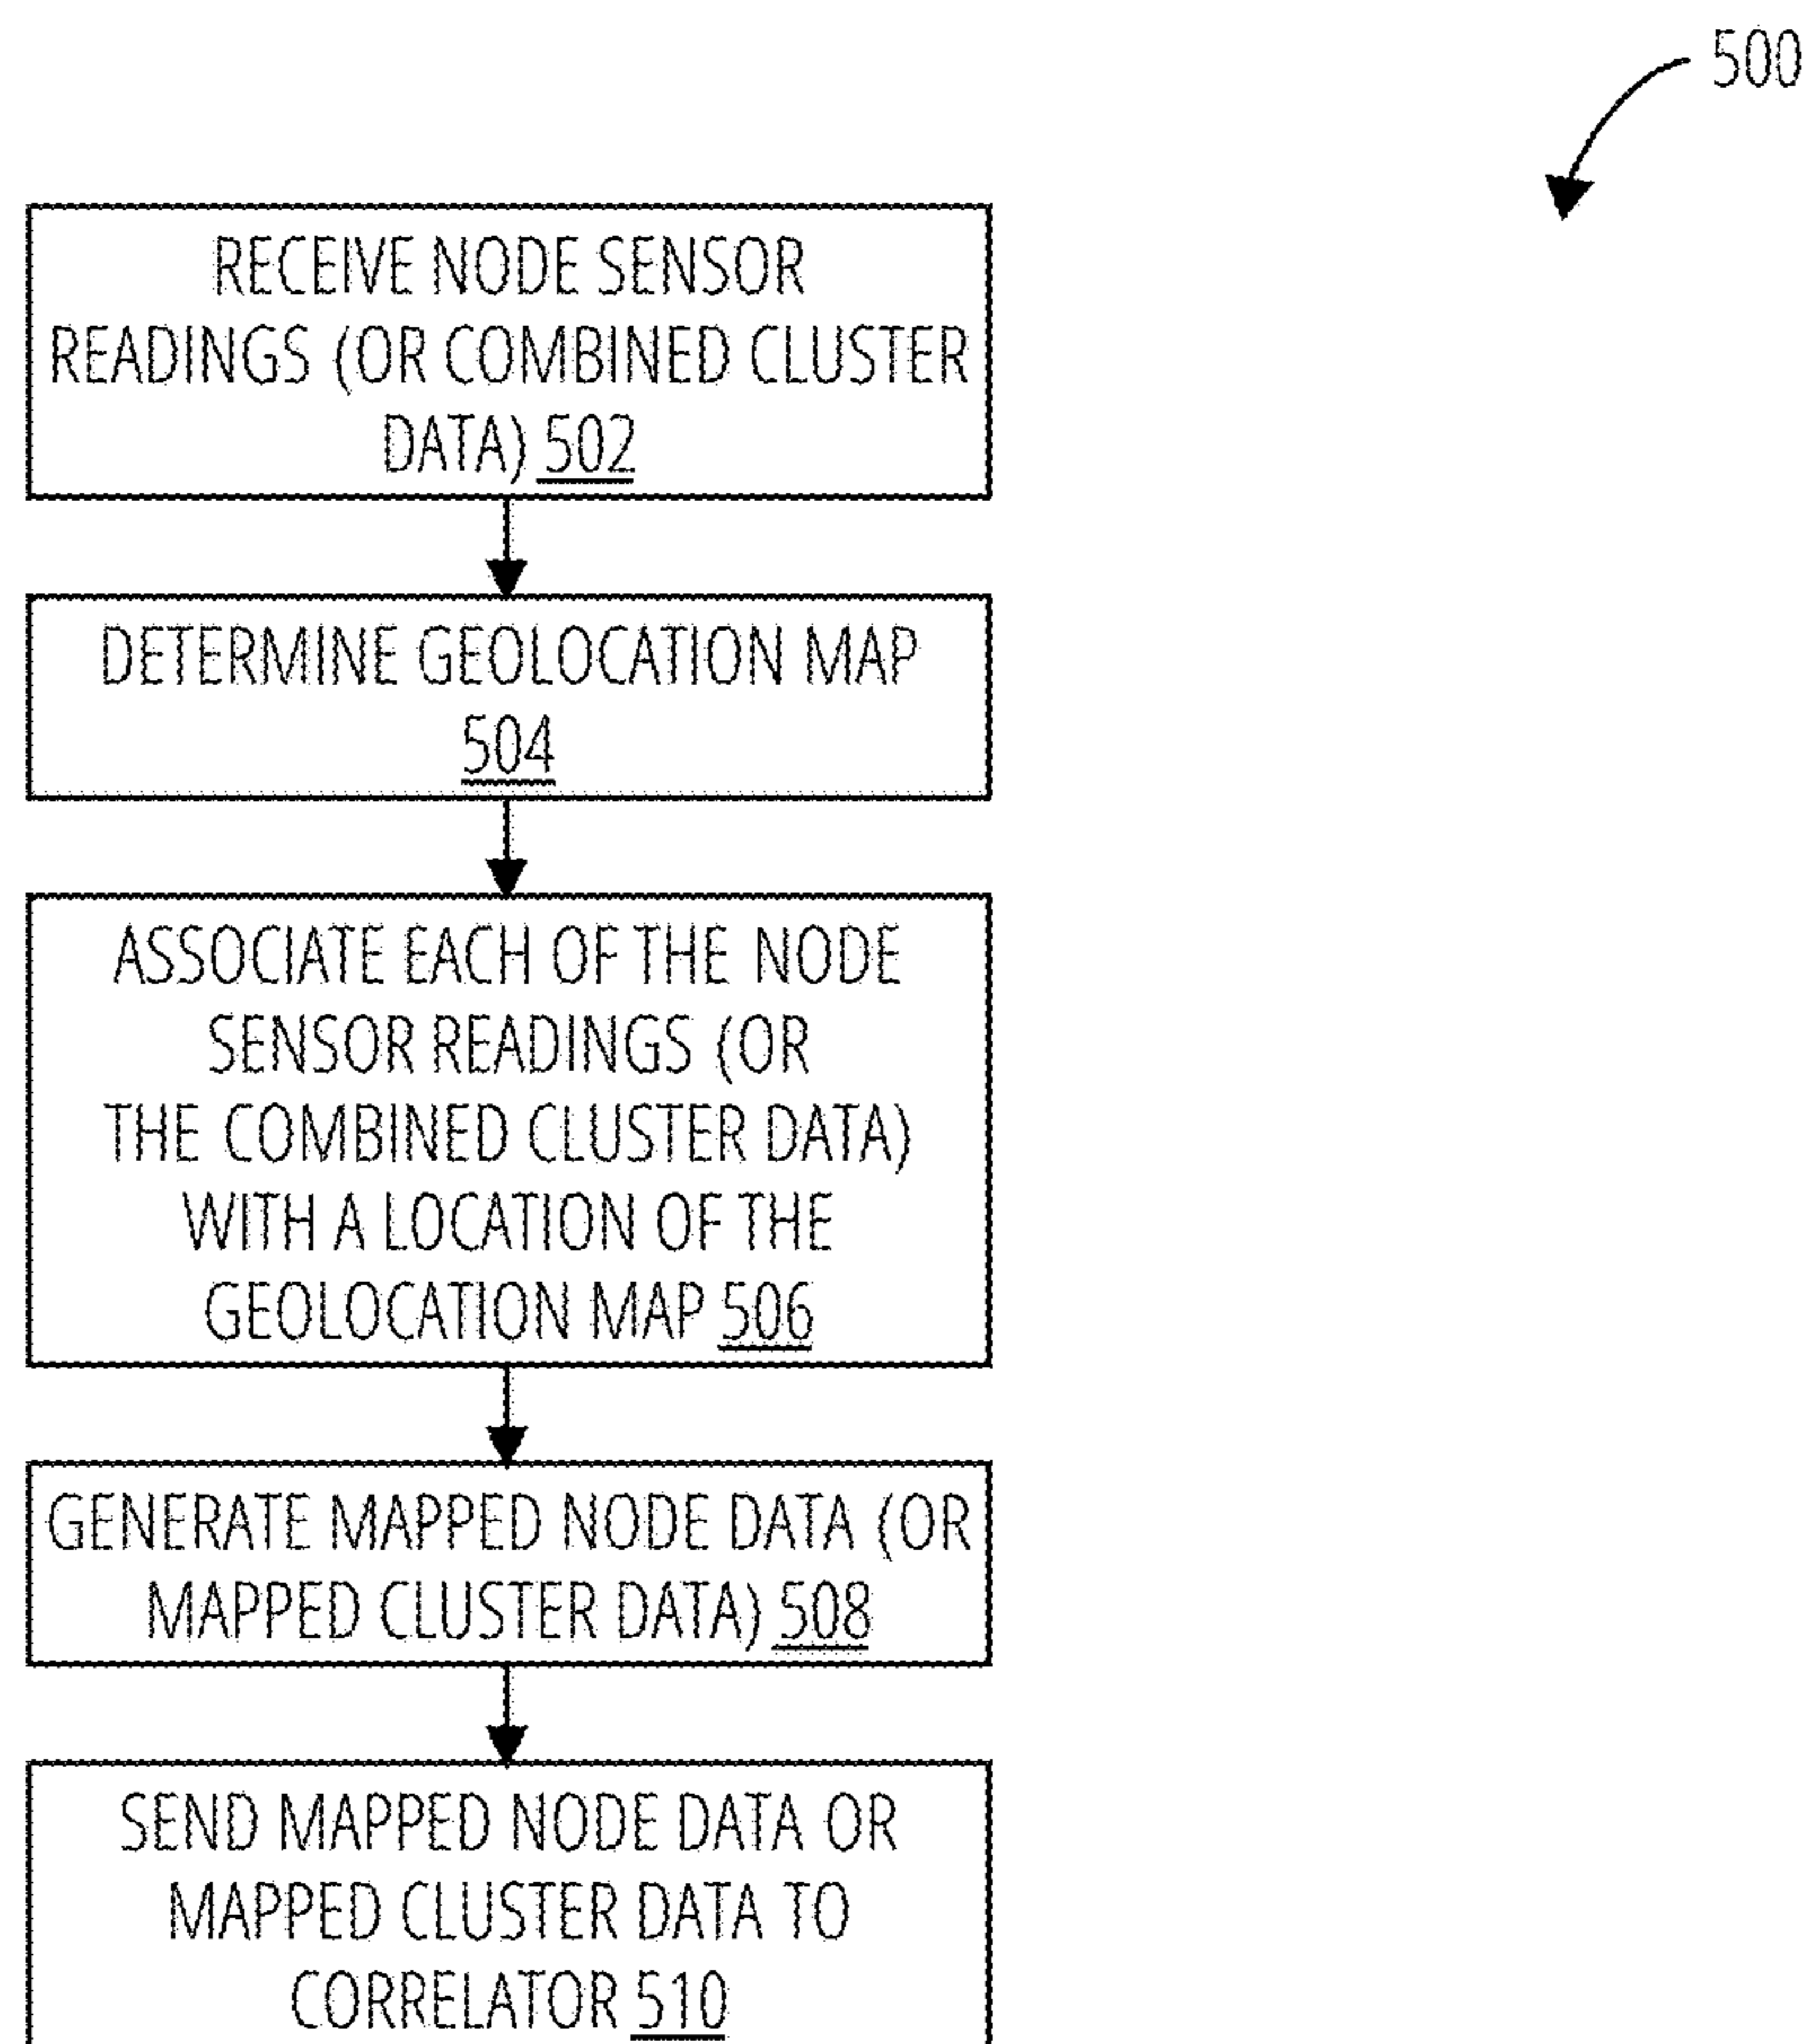 500
RECEIVE NODE SENSOR
READINGS (OR COMBINED CLUSTER
DATA) 502
DETERMINE GEOLOCATION MAP
504
ASSOCIATE EACH OF THE NODE
SENSOR READINGS (OR
THE COMBINED CLUSTER DATA)
WITH A LOCATION OF THE
GEOLOCATION MAP 506
GENERATE MAPPED NODE DATA (OR
MAPPED CLUSTER DATA) 508
SEND MAPPED NODE DATA OR
MAPPED CLUSTER DATA TO
CORRELATOR 510